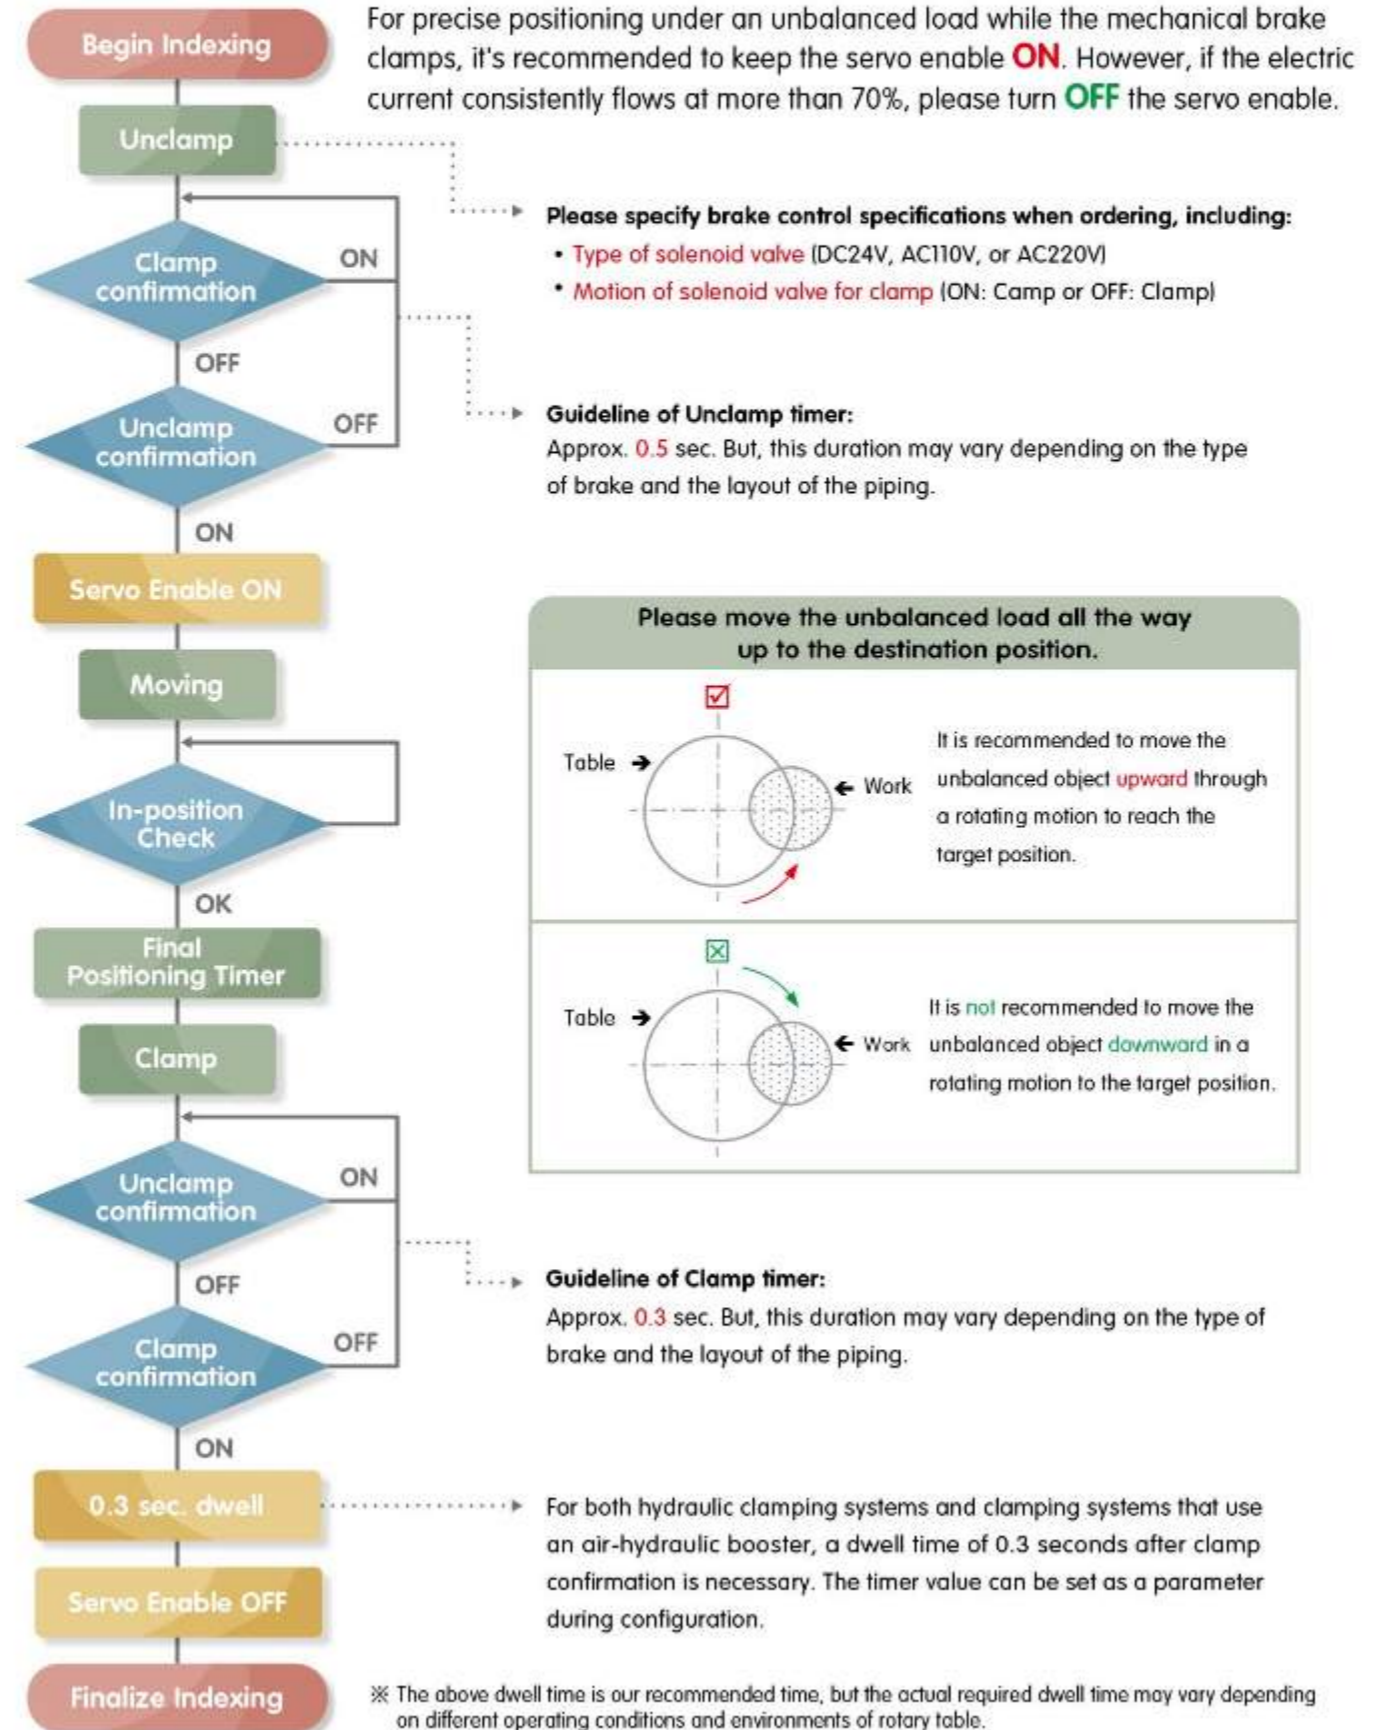 Begin Indexing
For precise positioning under an unbalanced load while the mechanical brake
clamps, it's recommended to keep the servo enable ON. However, if the electric
current consistently flows at more than 70%, please turn OFF the servo enable.
Unclamp
Please specify brake control specifications when ordering, including:
• Type of solenoid valve (DC24V, AC110V, or AC220V)
• Motion of solenoid valve for clamp (ON: Camp or OFF: Clamp)
Clamp
confirmation
ON
OFF
Guideline of Unclamp timer:
Approx. 0.5 sec. But, this duration may vary depending on the type
of brake and the layout of the piping.
Unclamp
confirmation
OFF
ON
Servo Enable ON
Moving
In-position
Check
OK
Please move the unbalanced load all the way
up to the destination position.
Table
Work
It is recommended to move the
unbalanced object upward through
a rotating motion to reach the
target position.
Table
Work
It is not recommended to move the
unbalanced object downward in a
rotating motion to the target position.
Final
Positioning Timer
Clamp
Unclamp
confirmation
ON
OFF
Guideline of Clamp timer:
Approx. 0.3 sec. But, this duration may vary depending on the type of
brake and the layout of the piping.
Clamp
confirmation
OFF
ON
0.3 sec. dwell
For both hydraulic clamping systems and clamping systems that use
an air-hydraulic booster, a dwell time of 0.3 seconds after clamp
confirmation is necessary. The timer value can be set as a parameter
during configuration.
Servo Enable OFF
Finalize Indexing
※ The above dwell time is our recommended time, but the actual required dwell time may vary depending
on different operating conditions and environments of rotary table.